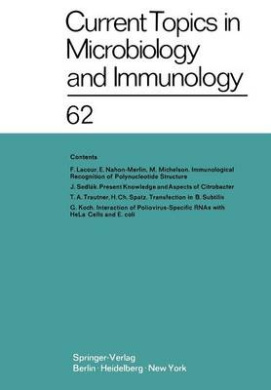 Current Topics in
Microbiology
and Immunology
62
Contents
F. Lacour, E. Nahon-Merlin, M. Michelson. Immunological
Recognition of Polynucleotide Structure
J. Sedlák. Present Knowledge and Aspects of Citrobacter
T. A. Trautner, H. Ch. Spatz. Transfection in B. Subtilis
G. Koch. Interaction of Poliovirus-Specific RNAs with
HeLa Cells and E. coli
Springer-Verlag
Berlin · Heidelberg · New York